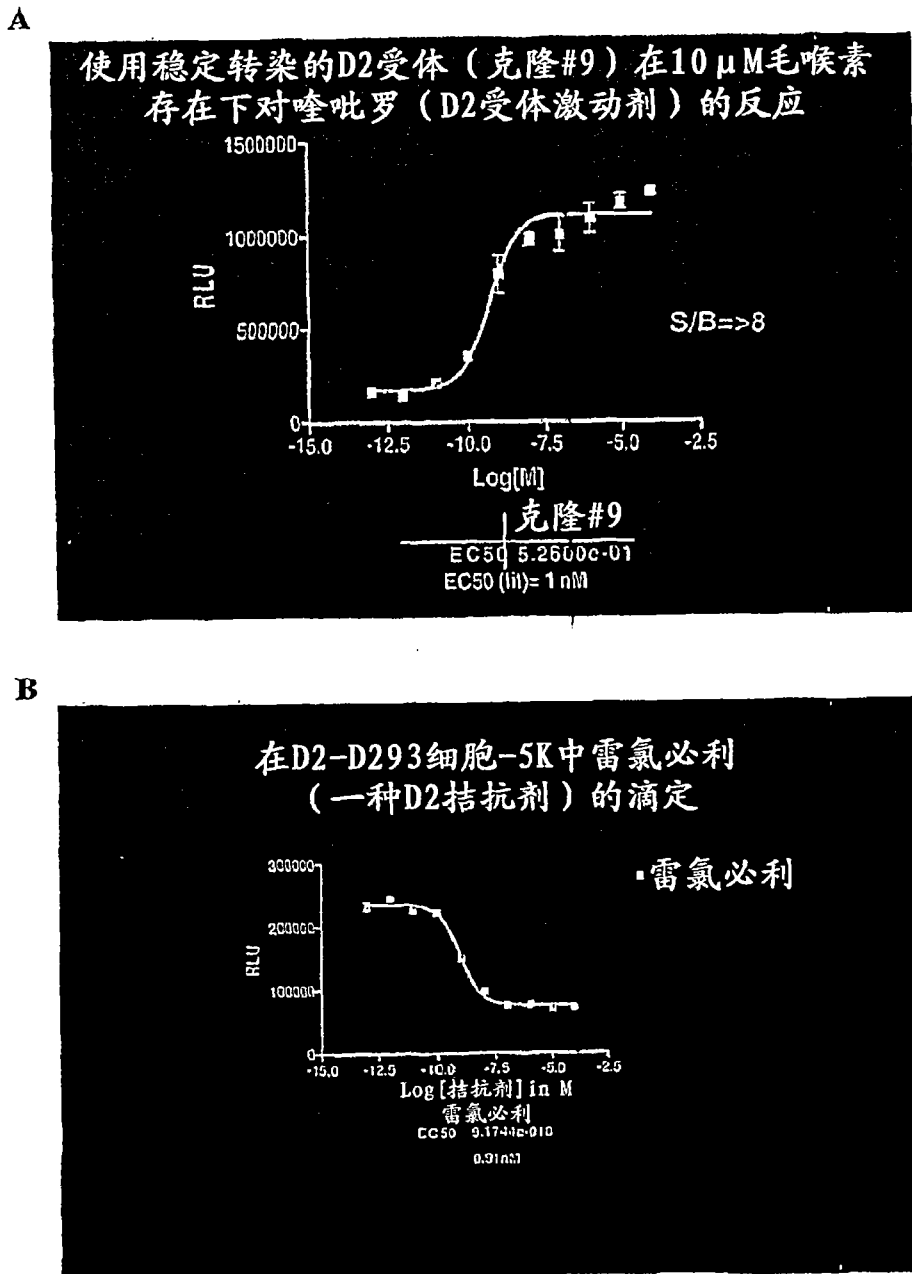 A
使用稳定转染的D2受体（克隆#9）在10μM毛喉素
存在下对喹吡罗（D2受体激动剂）的反应
1500000
1000000
500000
0
RLU
S/B=>8
-15.0 -12.5 -10.0 -7.5 -5.0 -2.5
Log[M]
克隆#9
EC50 5.2600e-01
EC50 (lit)= 1 nM
B
在D2-D293细胞-5K中雷氯必利
（一种D2拮抗剂）的滴定
300000
200000
100000
0
RLU
雷氯必利
-15.0 -12.5 -10.0 -7.5 -5.0 -2.5
Log[拮抗剂] in M
雷氯必利
EC50 9.1744e-010
0.91nM